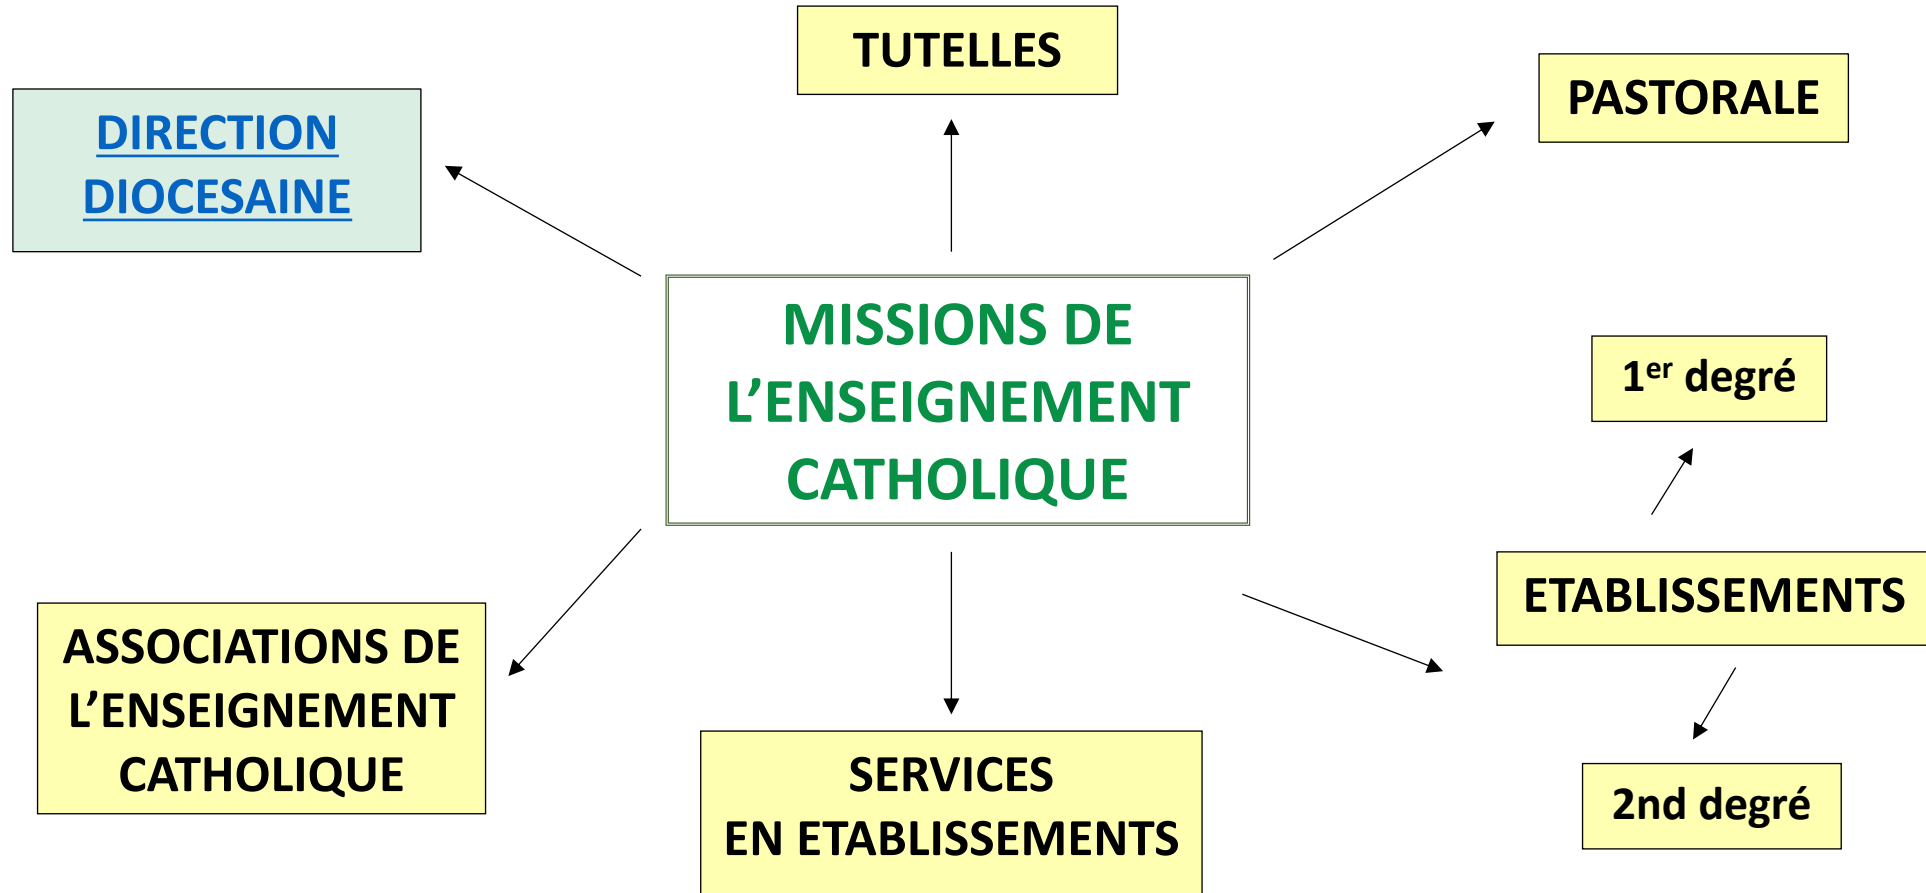 TUTELLES
PASTORALE
DIRECTION
DIOCESAINE
MISSIONS DE
L’ENSEIGNEMENT
CATHOLIQUE
1er degré
ETABLISSEMENTS
ASSOCIATIONS DE
L’ENSEIGNEMENT
CATHOLIQUE
SERVICES
EN ETABLISSEMENTS
2nd degré